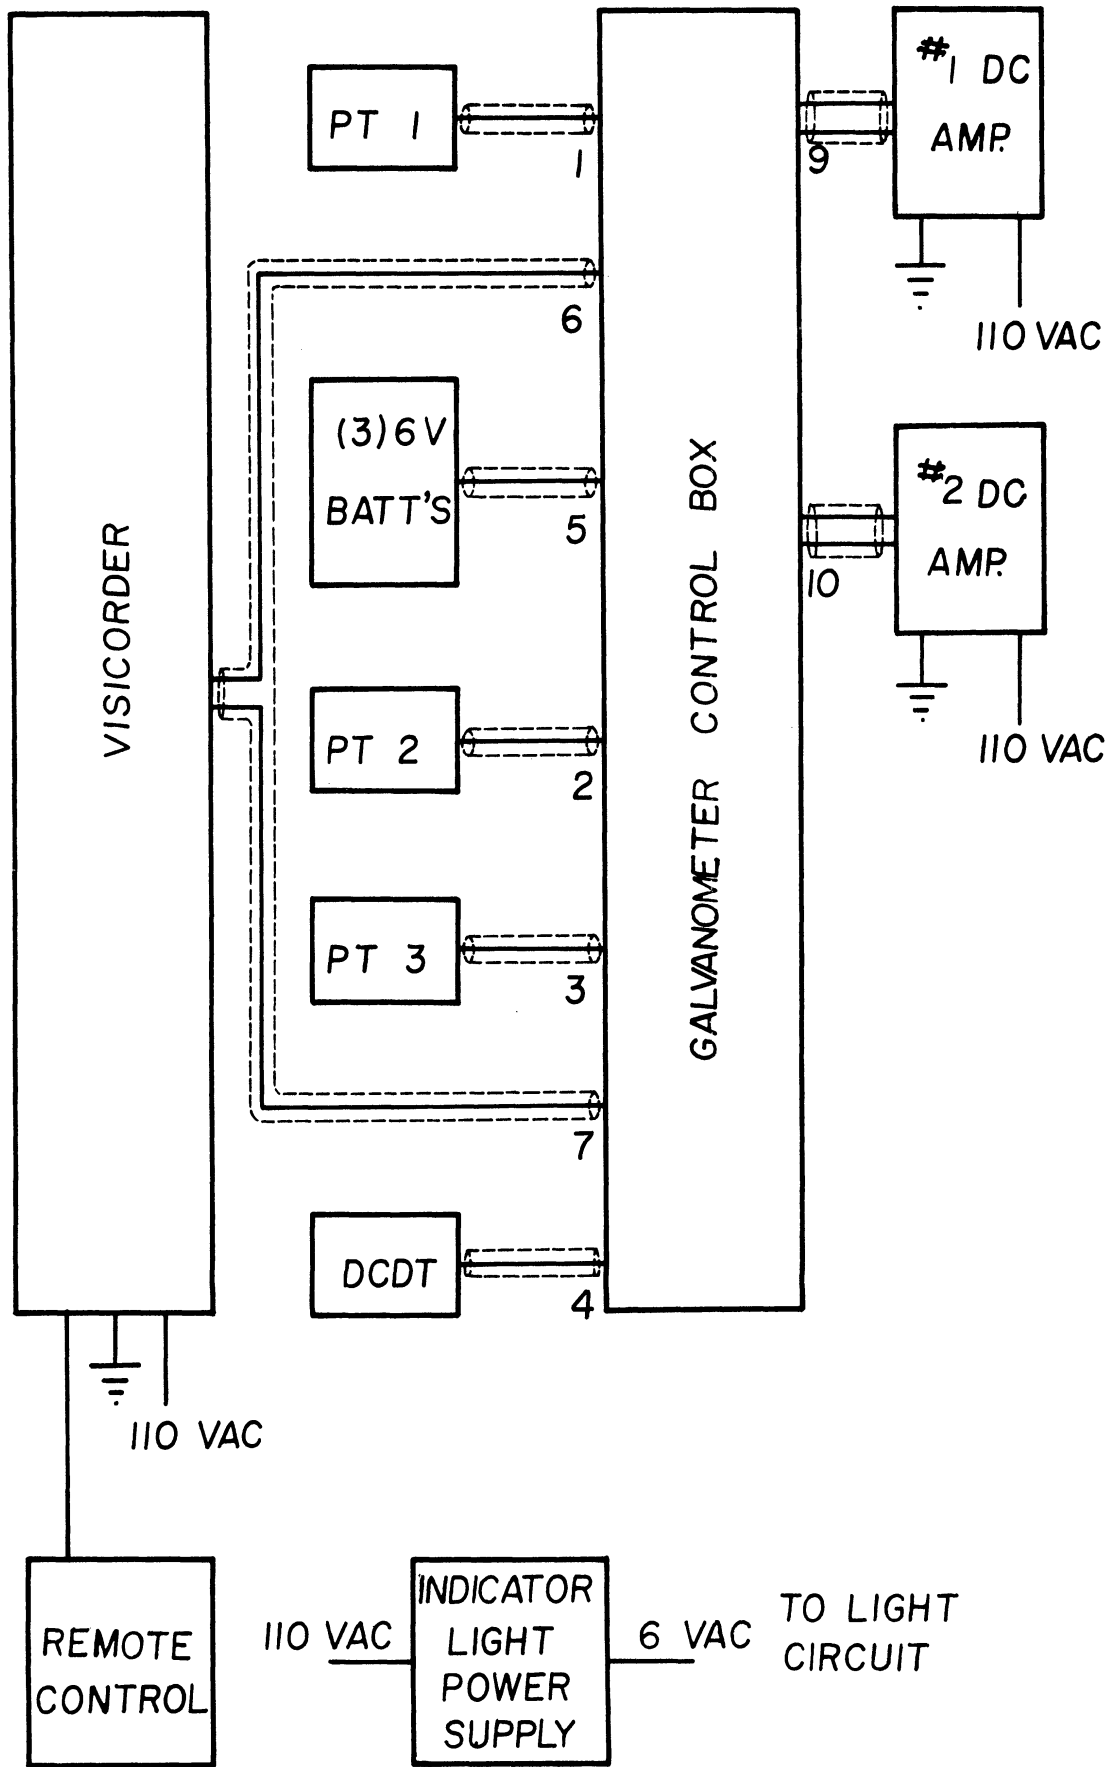 VISICORDER
PT 1
1
6
(3) 6 V
BATT'S
5
PT 2
2
PT 3
3
7
DCDT
4
GALVANOMETER CONTROL BOX
#1 DC
AMP.
9
110 VAC
#2 DC
AMP.
10
110 VAC
110 VAC
REMOTE
CONTROL
110 VAC
INDICATOR
LIGHT
POWER
SUPPLY
6 VAC
TO LIGHT
CIRCUIT